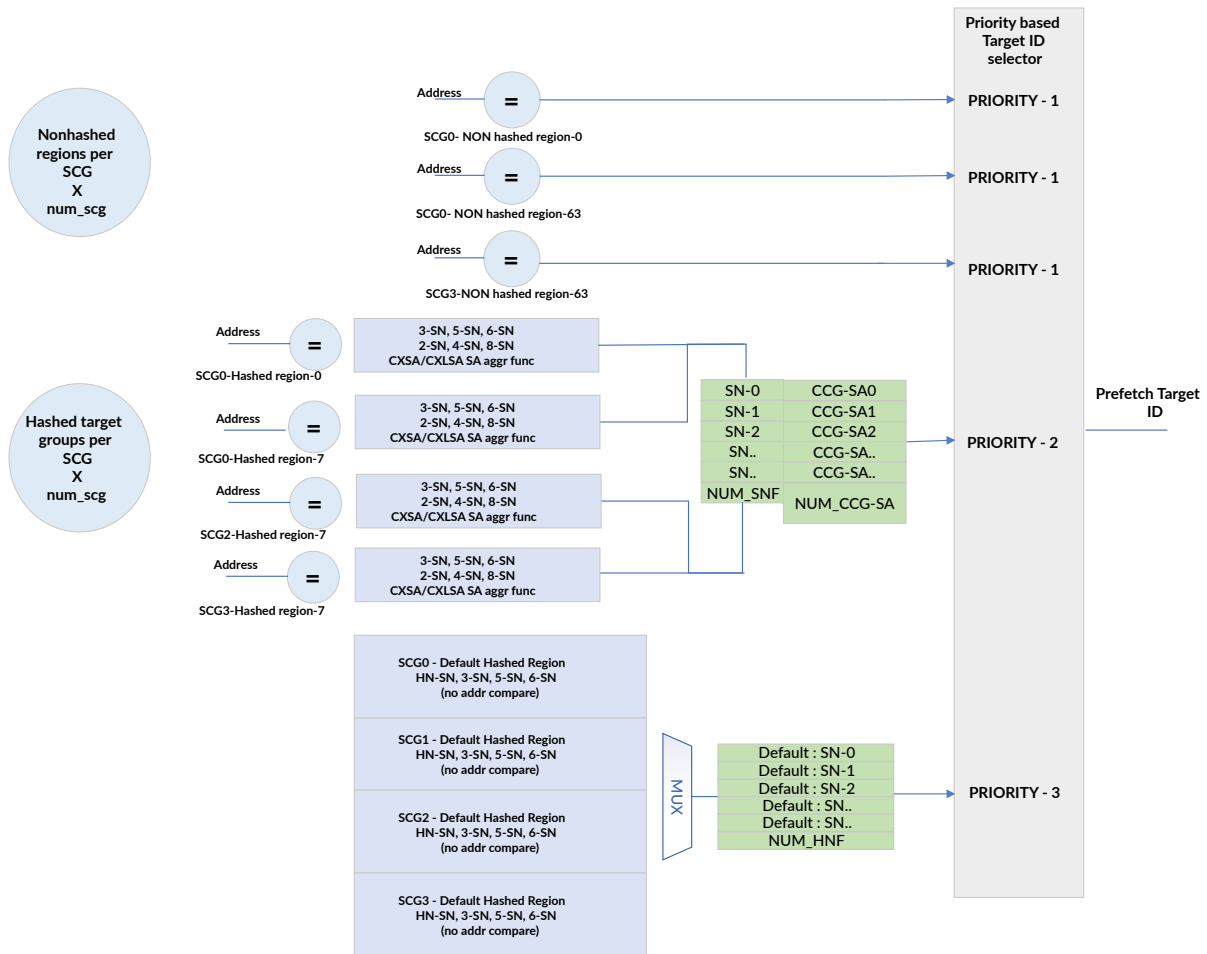 Priority based
Target ID
selector
Address
=
PRIORITY - 1
SCG0- NON hashed region-0
Nonhashed
regions per
SCG
X
num_scg
Address
=
PRIORITY - 1
SCG0- NON hashed region-63
Address
=
PRIORITY - 1
SCG3-NON hashed region-63
Address
=
SCG0-Hashed region-0
3-SN, 5-SN, 6-SN
2-SN, 4-SN, 8-SN
CXSA/CXLSA SA aggr func
Hashed target
groups per
SCG
X
num_scg
Address
=
SCG0-Hashed region-7
3-SN, 5-SN, 6-SN
2-SN, 4-SN, 8-SN
CXSA/CXLSA SA aggr func
Address
=
SCG2-Hashed region-7
3-SN, 5-SN, 6-SN
2-SN, 4-SN, 8-SN
CXSA/CXLSA SA aggr func
Address
=
SCG3-Hashed region-7
3-SN, 5-SN, 6-SN
2-SN, 4-SN, 8-SN
CXSA/CXLSA SA aggr func
SN-0 CCG-SA0
SN-1 CCG-SA1
SN-2 CCG-SA2
SN.. CCG-SA..
SN.. CCG-SA..
NUM_SNF NUM_CCG-SA
PRIORITY - 2
Prefetch Target
ID
SCG0 - Default Hashed Region
HN-SN, 3-SN, 5-SN, 6-SN
(no addr compare)
SCG1 - Default Hashed Region
HN-SN, 3-SN, 5-SN, 6-SN
(no addr compare)
SCG2 - Default Hashed Region
HN-SN, 3-SN, 5-SN, 6-SN
(no addr compare)
SCG3 - Default Hashed Region
HN-SN, 3-SN, 5-SN, 6-SN
(no addr compare)
MUX
Default : SN-0
Default : SN-1
Default : SN-2
Default : SN..
Default : SN..
NUM_HNF
PRIORITY - 3